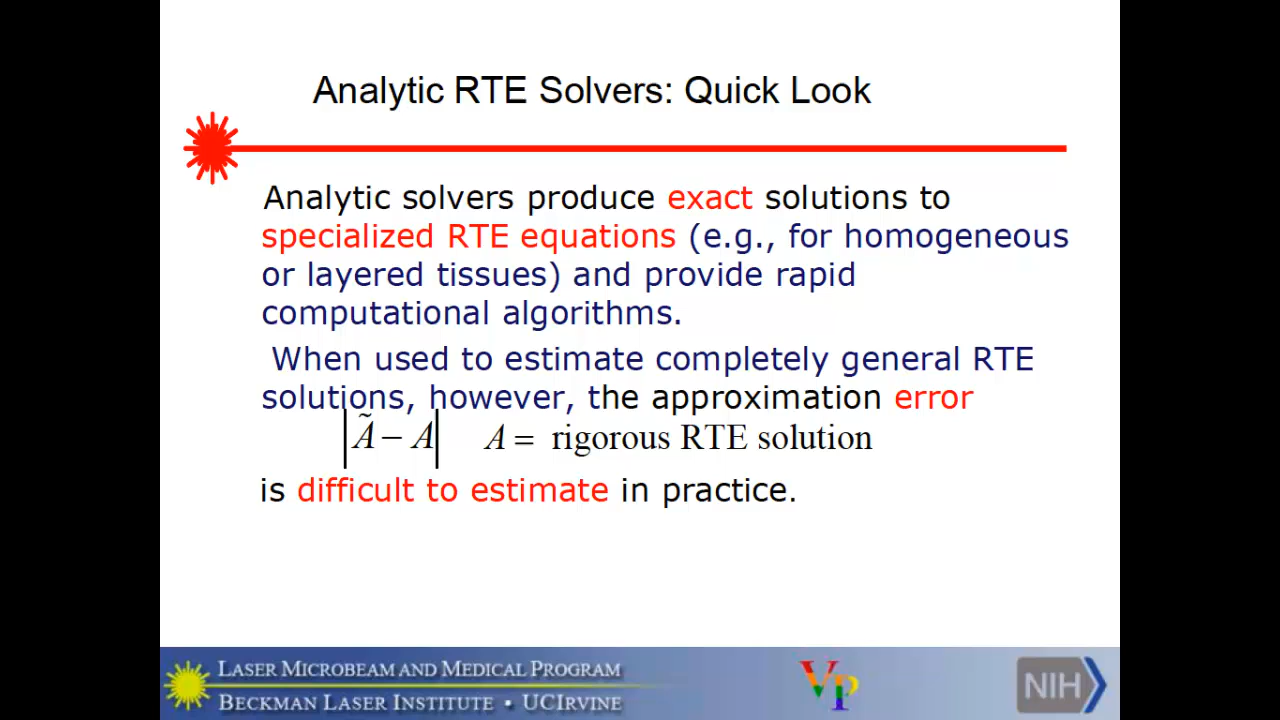 Analytic RTE Solvers: Quick Look
Analytic solvers produce exact solutions to
specialized RTE equations (e.g., for homogeneous
or layered tissues) and provide rapid
computational algorithms.
When used to estimate completely general RTE
solutions, however, the approximation error
|Ã − A| A = rigorous RTE solution
is difficult to estimate in practice.
LASER MICROBEAM AND MEDICAL PROGRAM
BECKMAN LASER INSTITUTE • UCIRVINE
VP
NIH